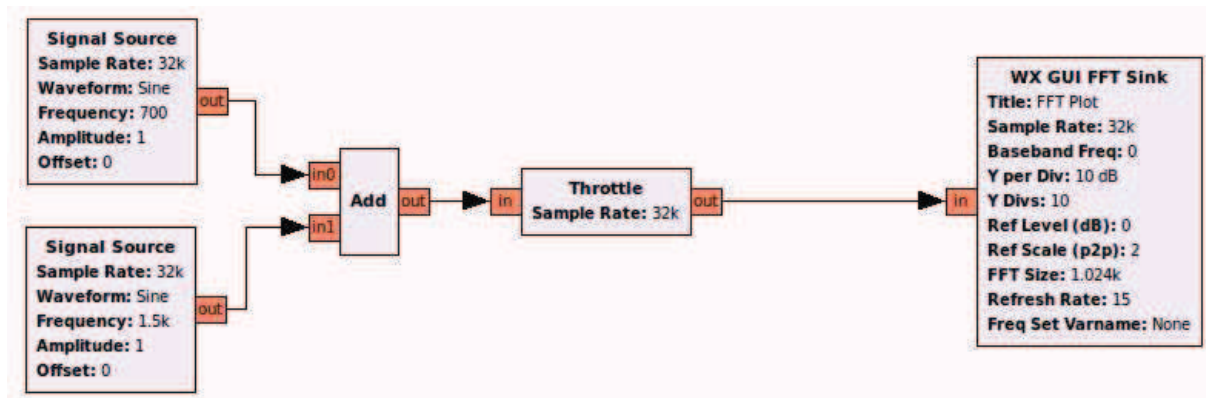 Signal Source
Sample Rate: 32k
Waveform: Sine
Frequency: 700
Amplitude: 1
Offset: 0
out
Signal Source
Sample Rate: 32k
Waveform: Sine
Frequency: 1.5k
Amplitude: 1
Offset: 0
out
in0
in1
Add
out
in
Throttle
Sample Rate: 32k
out
in
WX GUI FFT Sink
Title: FFT Plot
Sample Rate: 32k
Baseband Freq: 0
Y per Div: 10 dB
Y Divs: 10
Ref Level (dB): 0
Ref Scale (p2p): 2
FFT Size: 1.024k
Refresh Rate: 15
Freq Set Varname: None